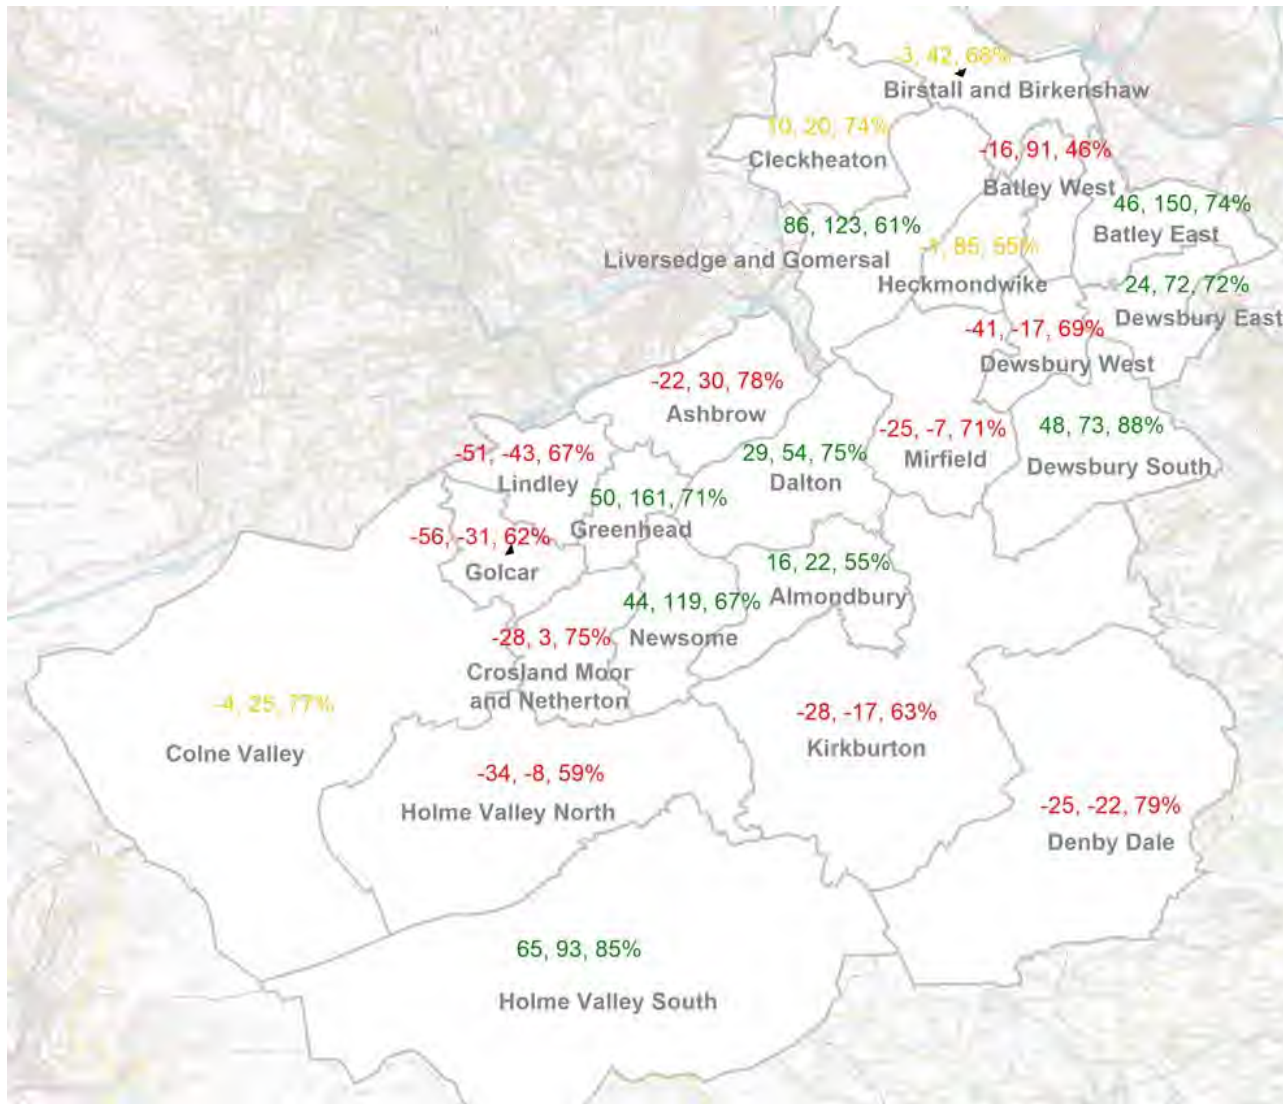 -3, 42, 68%
Birstall and Birkenshaw
10, 20, 74%
Cleckheaton
-16, 91, 46%
Batley West
46, 150, 74%
Batley East
86, 123, 61%
Liversedge and Gomersal
-1, 85, 55%
Heckmondwike
24, 72, 72%
Dewsbury East
-41, -17, 69%
Dewsbury West
-22, 30, 78%
Ashbrow
-25, -7, 71%
Mirfield
48, 73, 88%
Dewsbury South
-51, -43, 67%
Lindley
29, 54, 75%
Dalton
50, 161, 71%
Greenhead
-56, -31, 62%
Golcar
16, 22, 55%
Almondbury
44, 119, 67%
Newsome
-28, 3, 75%
Crosland Moor
and Netherton
-4, 25, 77%
Colne Valley
-28, -17, 63%
Kirkburton
-34, -8, 59%
Holme Valley North
-25, -22, 79%
Denby Dale
65, 93, 85%
Holme Valley South